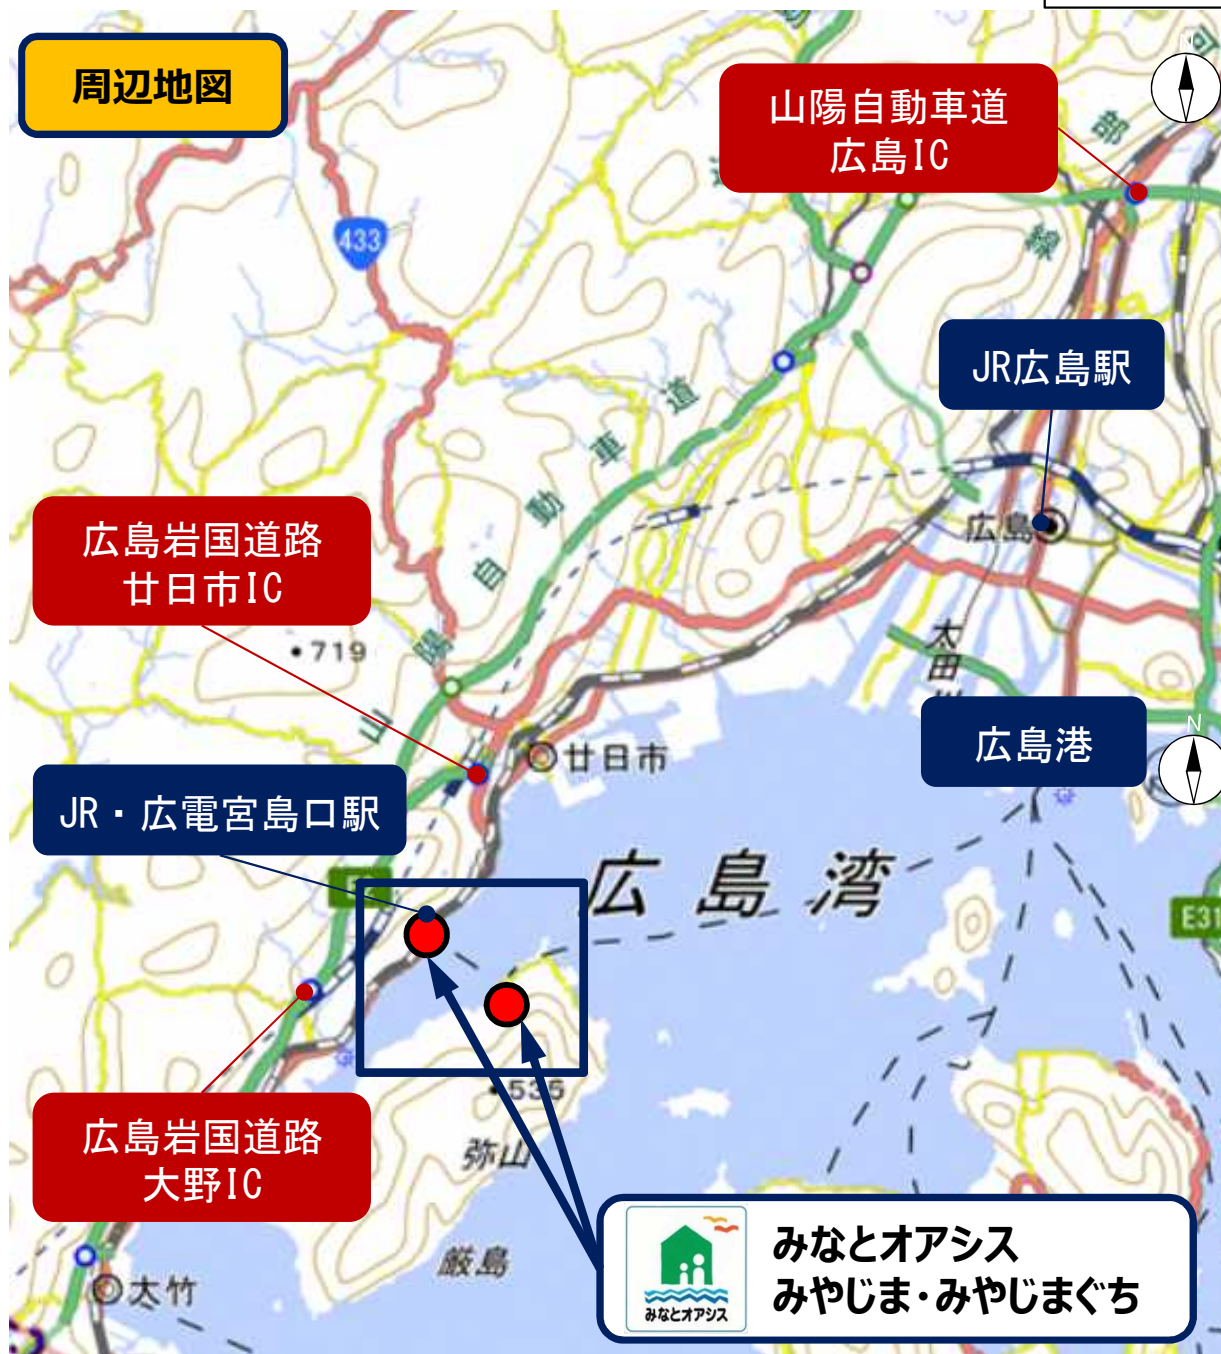 周辺地図
山陽自動車道
広島IC
N
部
線
433
JR広島駅
道
車
動
自
陽
山
広島岩国道路
廿日市IC
広島
719
太田川
広島港
N
廿日市
JR・広電宮島口駅
広島湾
E31
535
弥山
広島岩国道路
大野IC
厳島
大竹
みなとオアシス
みなとオアシス
みやじま・みやじまぐち